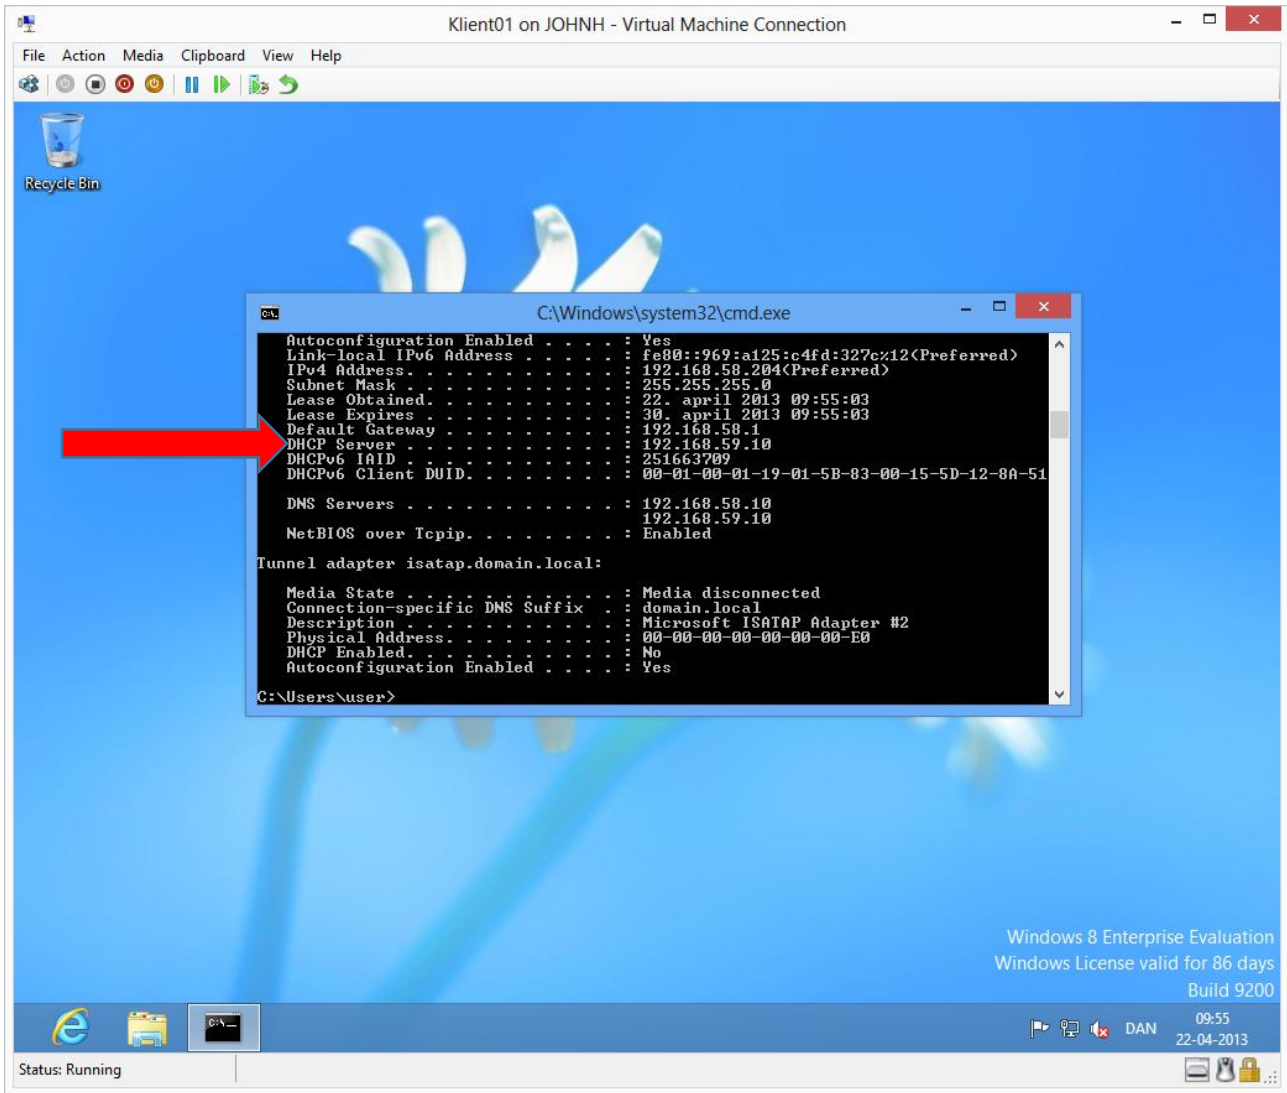 Klient01 on JOHNH - Virtual Machine Connection
File Action Media Clipboard View Help
Recycle Bin
C:\Windows\system32\cmd.exe
Autoconfiguration Enabled . . . . : Yes
Link-local IPv6 Address . . . . . : fe80::969:a125:c4fd:327c%12(Preferred)
IPv4 Address. . . . . . . . . . . : 192.168.58.204(Preferred)
Subnet Mask . . . . . . . . . . . : 255.255.255.0
Lease Obtained. . . . . . . . . . : 22. april 2013 09:55:03
Lease Expires . . . . . . . . . . : 30. april 2013 09:55:03
Default Gateway . . . . . . . . . : 192.168.58.1
DHCP Server . . . . . . . . . . . : 192.168.59.10
DHCPv6 IAID . . . . . . . . . . . : 251663709
DHCPv6 Client DUID. . . . . . . . : 00-01-00-01-19-01-5B-83-00-15-5D-12-8A-51
DNS Servers . . . . . . . . . . . : 192.168.58.10
192.168.59.10
NetBIOS over Tcpip. . . . . . . . : Enabled
Tunnel adapter isatap.domain.local:
Media State . . . . . . . . . . . : Media disconnected
Connection-specific DNS Suffix  . : domain.local
Description . . . . . . . . . . . : Microsoft ISATAP Adapter #2
Physical Address. . . . . . . . . : 00-00-00-00-00-00-00-E0
DHCP Enabled. . . . . . . . . . . : No
Autoconfiguration Enabled . . . . : Yes
C:\Users\user>
Windows 8 Enterprise Evaluation
Windows License valid for 86 days
Build 9200
DAN
09:55
22-04-2013
Status: Running